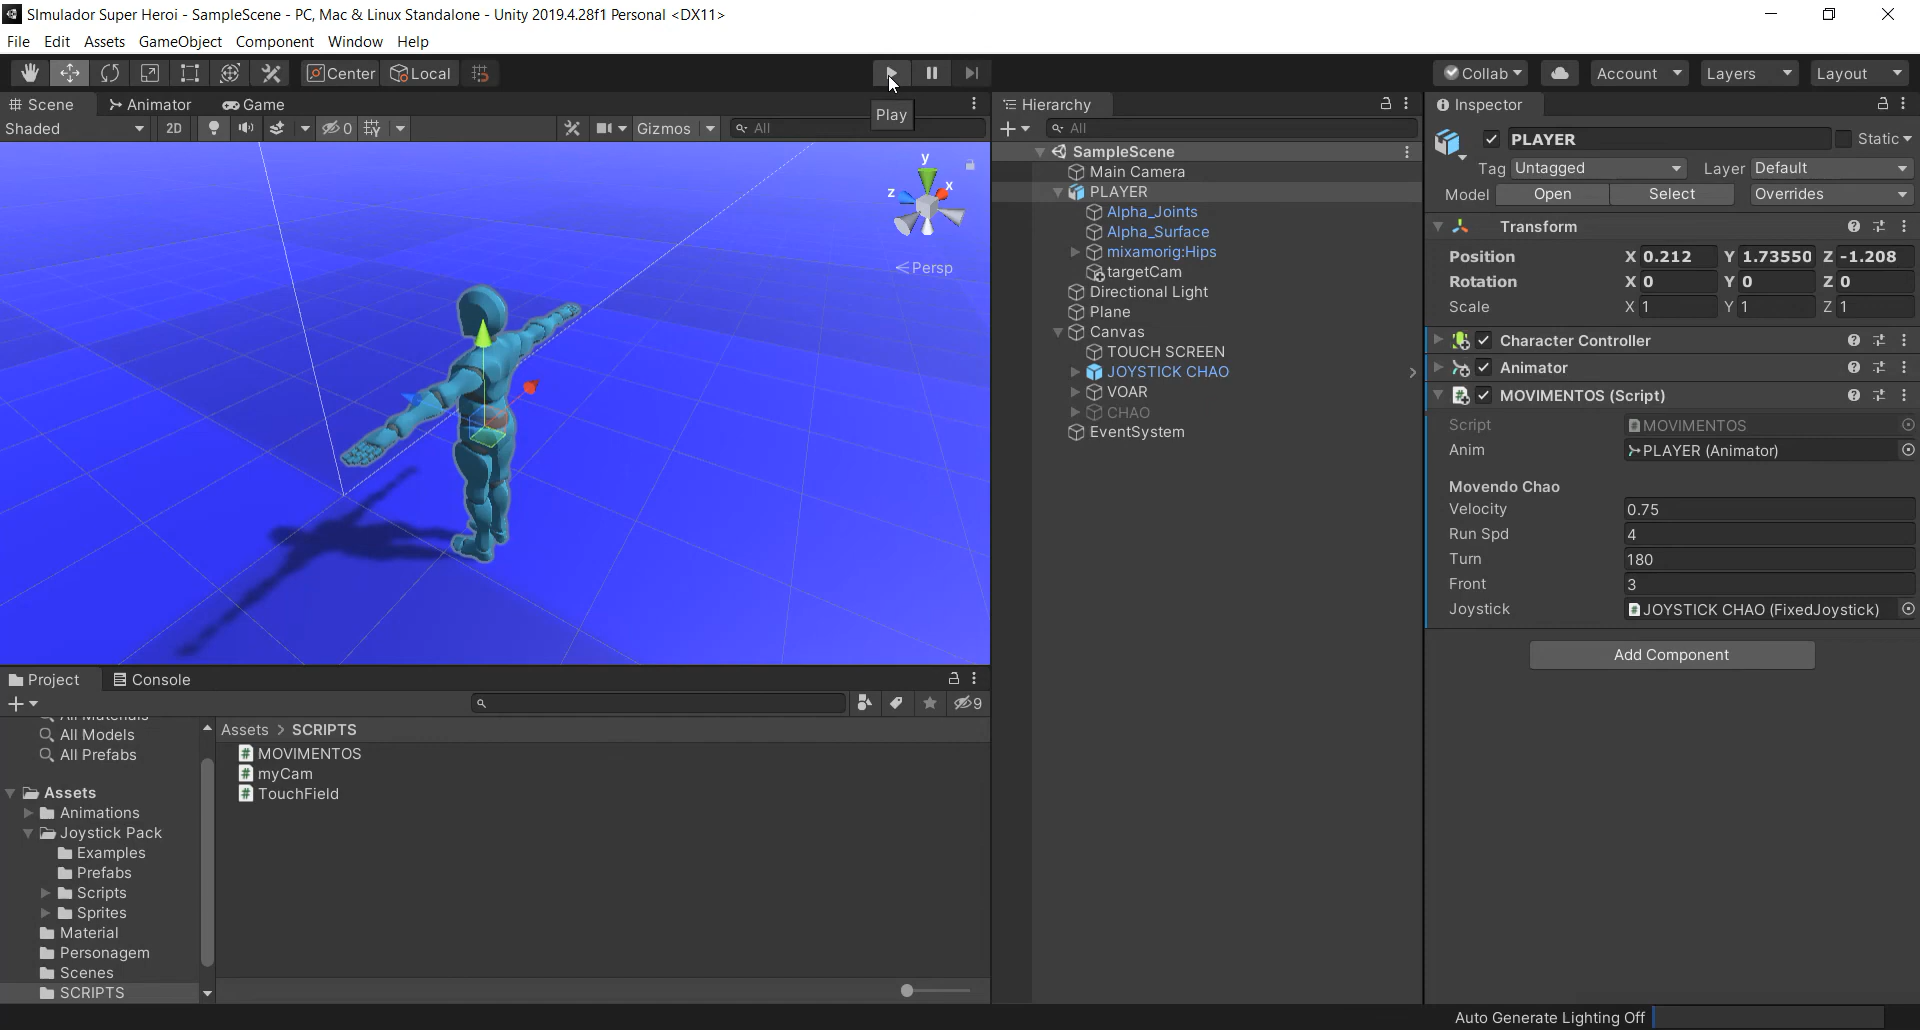 SImulador Super Heroi - SampleScene - PC, Mac & Linux Standalone - Unity 2019.4.28f1 Personal <DX11>
File Edit Assets GameObject Component Window Help
Center Local Collab Account Layers Layout
Scene Animator Game
Shaded 2D 0 Gizmos All
Play
y
x
z
Persp
Hierarchy
All
SampleScene
Main Camera
PLAYER
Alpha_Joints
Alpha_Surface
mixamorig:Hips
targetCam
Directional Light
Plane
Canvas
TOUCH SCREEN
JOYSTICK CHAO
VOAR
CHAO
EventSystem
Inspector
PLAYER Static
Tag Untagged Layer Default
Model Open Select Overrides
Transform
Position X 0.212 Y 1.73550 Z -1.208
Rotation X 0 Y 0 Z 0
Scale X 1 Y 1 Z 1
Character Controller
Animator
MOVIMENTOS (Script)
Script MOVIMENTOS
Anim PLAYER (Animator)
Movendo Chao
Velocity 0.75
Run Spd 4
Turn 180
Front 3
Joystick JOYSTICK CHAO (FixedJoystick)
Add Component
Project Console
9
All Materials
All Models
All Prefabs
Assets
Animations
Joystick Pack
Examples
Prefabs
Scripts
Sprites
Material
Personagem
Scenes
SCRIPTS
Assets > SCRIPTS
MOVIMENTOS
myCam
TouchField
Auto Generate Lighting Off